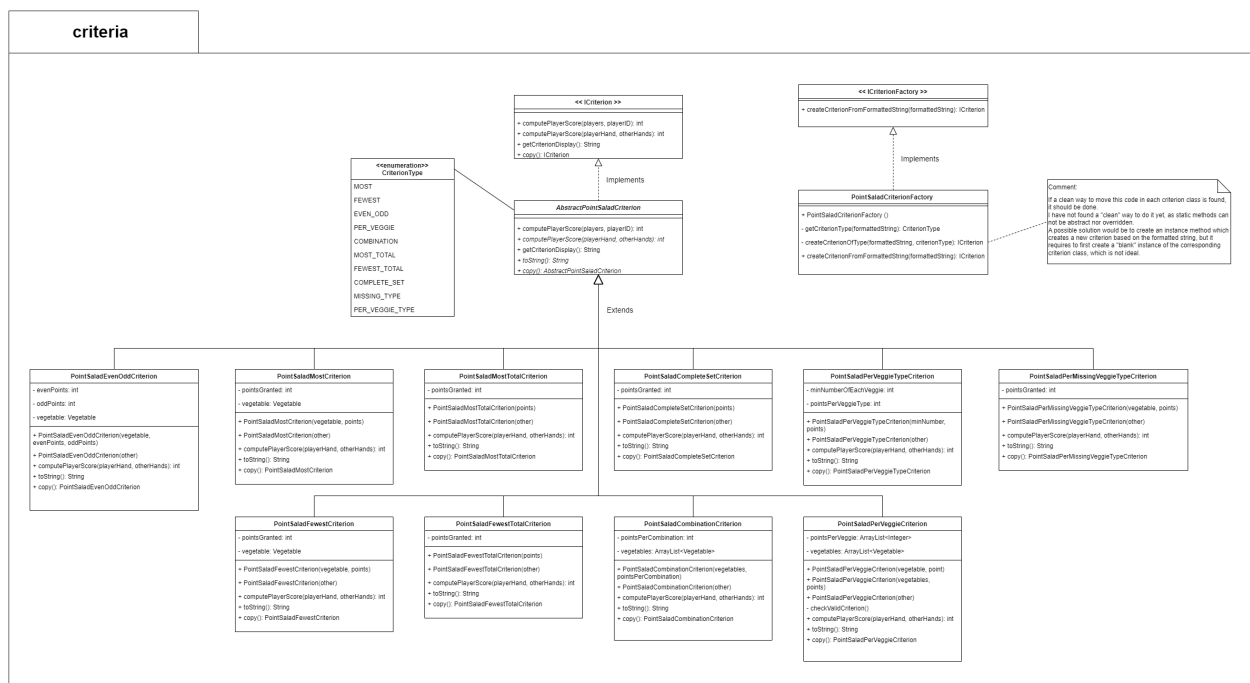 criteria
<< ICriterion >>
+ computePlayerScore(players, playerID): int
+ computePlayerScore(playerHand, otherHands): int
+ getCriterionDisplay(): String
+ copy(): ICriterion
<< ICriterionFactory >>
+ createCriterionFromFormattedString(formattedString): ICriterion
Implements
Implements
<<enumeration>>
CriterionType
MOST
FEWEST
EVEN_ODD
PER_VEGGIE
COMBINATION
MOST_TOTAL
FEWEST_TOTAL
COMPLETE_SET
MISSING_TYPE
PER_VEGGIE_TYPE
AbstractPointSaladCriterion
+ computePlayerScore(players, playerID): int
+ computePlayerScore(playerHand, otherHands): int
+ getCriterionDisplay(): String
+ toString(): String
+ copy(): AbstractPointSaladCriterion
PointSaladCriterionFactory
+ PointSaladCriterionFactory ()
- getCriterionType(formattedString): CriterionType
- createCriterionOfType(formattedString, criterionType): ICriterion
+ createCriterionFromFormattedString(formattedString): ICriterion
Comment:
If a clean way to move this code in each criterion class is found,
it should be done.
I have not found a "clean" way to do it yet, as static methods can
not be abstract nor overridden.
A possible solution would be to create an instance method which
creates a new criterion based on the formatted string, but it
requires to first create a "blank" instance of the corresponding
criterion class, which is not ideal.
Extends
PointSaladEvenOddCriterion
- evenPoints: int
- oddPoints: int
- vegetable: Vegetable
+ PointSaladEvenOddCriterion(vegetable,
evenPoints, oddPoints)
+ PointSaladEvenOddCriterion(other)
+ computePlayerScore(playerHand, otherHands): int
+ toString(): String
+ copy(): PointSaladEvenOddCriterion
PointSaladMostCriterion
- pointsGranted: int
- vegetable: Vegetable
+ PointSaladMostCriterion(vegetable, points)
+ PointSaladMostCriterion(other)
+ computePlayerScore(playerHand, otherHands): int
+ toString(): String
+ copy(): PointSaladMostCriterion
PointSaladMostTotalCriterion
- pointsGranted: int
+ PointSaladMostTotalCriterion(points)
+ PointSaladMostTotalCriterion(other)
+ computePlayerScore(playerHand, otherHands): int
+ toString(): String
+ copy(): PointSaladMostTotalCriterion
PointSaladCompleteSetCriterion
- pointsGranted: int
+ PointSaladCompleteSetCriterion(points)
+ PointSaladCompleteSetCriterion(other)
+ computePlayerScore(playerHand, otherHands): int
+ toString(): String
+ copy(): PointSaladCompleteSetCriterion
PointSaladPerVeggieTypeCriterion
- minNumberOfEachVeggie: int
- pointsPerVeggieType: int
+ PointSaladPerVeggieTypeCriterion(minNumber,
points)
+ PointSaladPerVeggieTypeCriterion(other)
+ computePlayerScore(playerHand, otherHands): int
+ toString(): String
+ copy(): PointSaladPerVeggieTypeCriterion
PointSaladPerMissingVeggieTypeCriterion
- pointsGranted: int
+ PointSaladPerMissingVeggieTypeCriterion(vegetable, points)
+ PointSaladPerMissingVeggieTypeCriterion(other)
+ computePlayerScore(playerHand, otherHands): int
+ toString(): String
+ copy(): PointSaladPerMissingVeggieTypeCriterion
PointSaladFewestCriterion
- pointsGranted: int
- vegetable: Vegetable
+ PointSaladFewestCriterion(vegetable, points)
+ PointSaladFewestCriterion(other)
+ computePlayerScore(playerHand, otherHands): int
+ toString(): String
+ copy(): PointSaladFewestCriterion
PointSaladFewestTotalCriterion
- pointsGranted: int
+ PointSaladFewestTotalCriterion(points)
+ PointSaladFewestTotalCriterion(other)
+ computePlayerScore(playerHand, otherHands): int
+ toString(): String
+ copy(): PointSaladFewestTotalCriterion
PointSaladCombinationCriterion
- pointsPerCombination: int
- vegetables: ArrayList<Vegetable>
+ PointSaladCombinationCriterion(vegetables,
pointsPerCombination)
+ PointSaladCombinationCriterion(other)
+ computePlayerScore(playerHand, otherHands): int
+ toString(): String
+ copy(): PointSaladCombinationCriterion
PointSaladPerVeggieCriterion
- pointsPerVeggie: ArrayList<Integer>
- vegetables: ArrayList<Vegetable>
+ PointSaladPerVeggieCriterion(vegetable, point)
+ PointSaladPerVeggieCriterion(vegetables,
points)
+ PointSaladPerVeggieCriterion(other)
- checkValidCriterion()
+ computePlayerScore(playerHand, otherHands): int
+ toString(): String
+ copy(): PointSaladPerVeggieCriterion